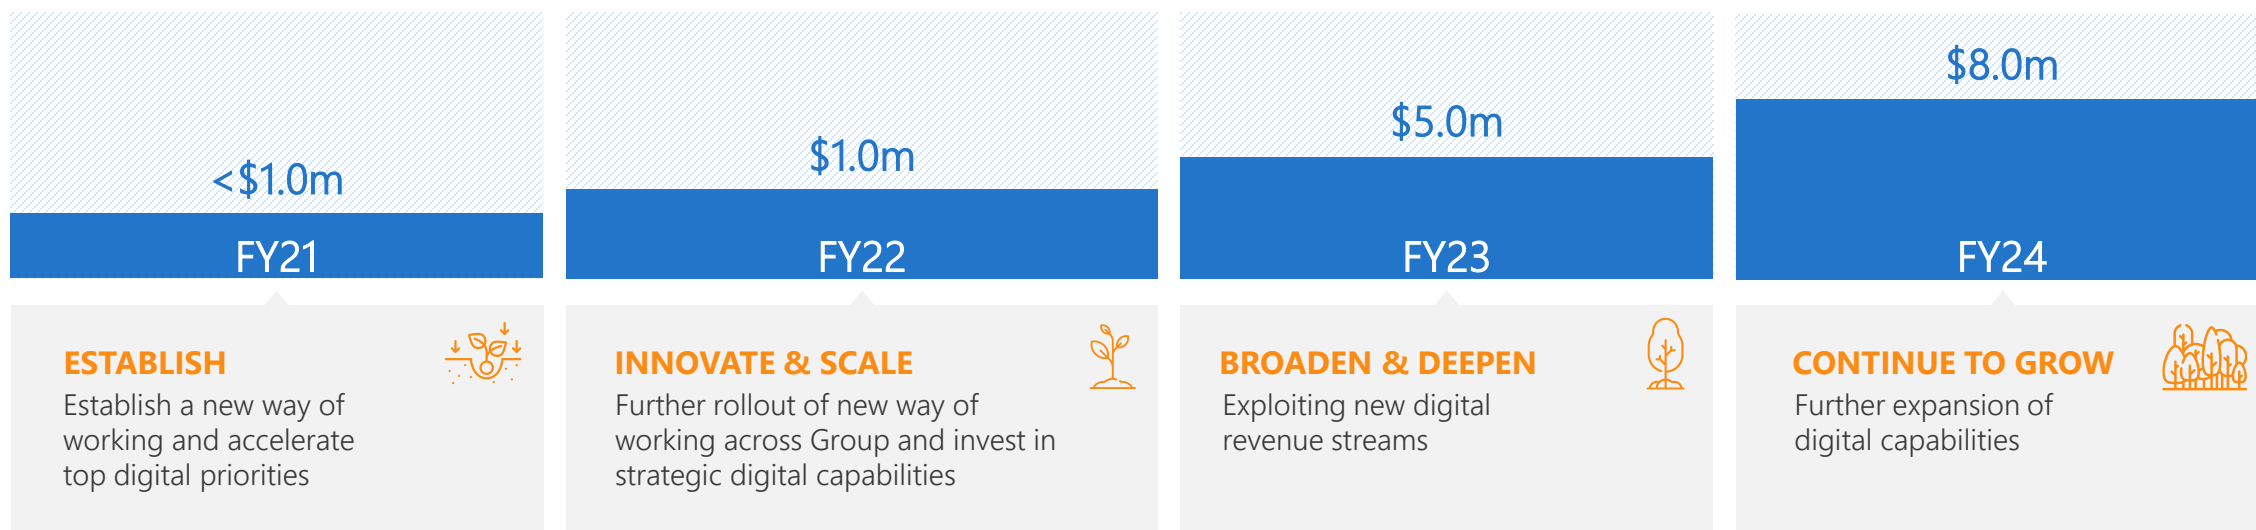 <$1.0m
FY21
ESTABLISH
Establish a new way of
working and accelerate
top digital priorities
$1.0m
FY22
INNOVATE & SCALE
Further rollout of new way of
working across Group and invest in
strategic digital capabilities
$5.0m
FY23
BROADEN & DEEPEN
Exploiting new digital
revenue streams
$8.0m
FY24
CONTINUE TO GROW
Further expansion of
digital capabilities